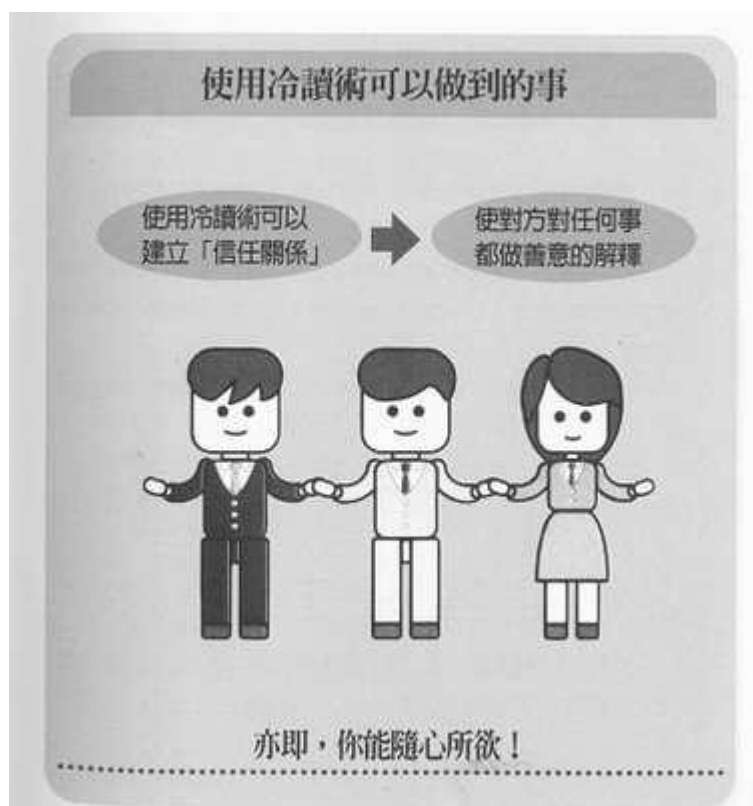 使用冷讀術可以做到的事
使用冷讀術可以
建立「信任關係」
使對方對任何事
都做善意的解釋
亦即，你能隨心所欲！